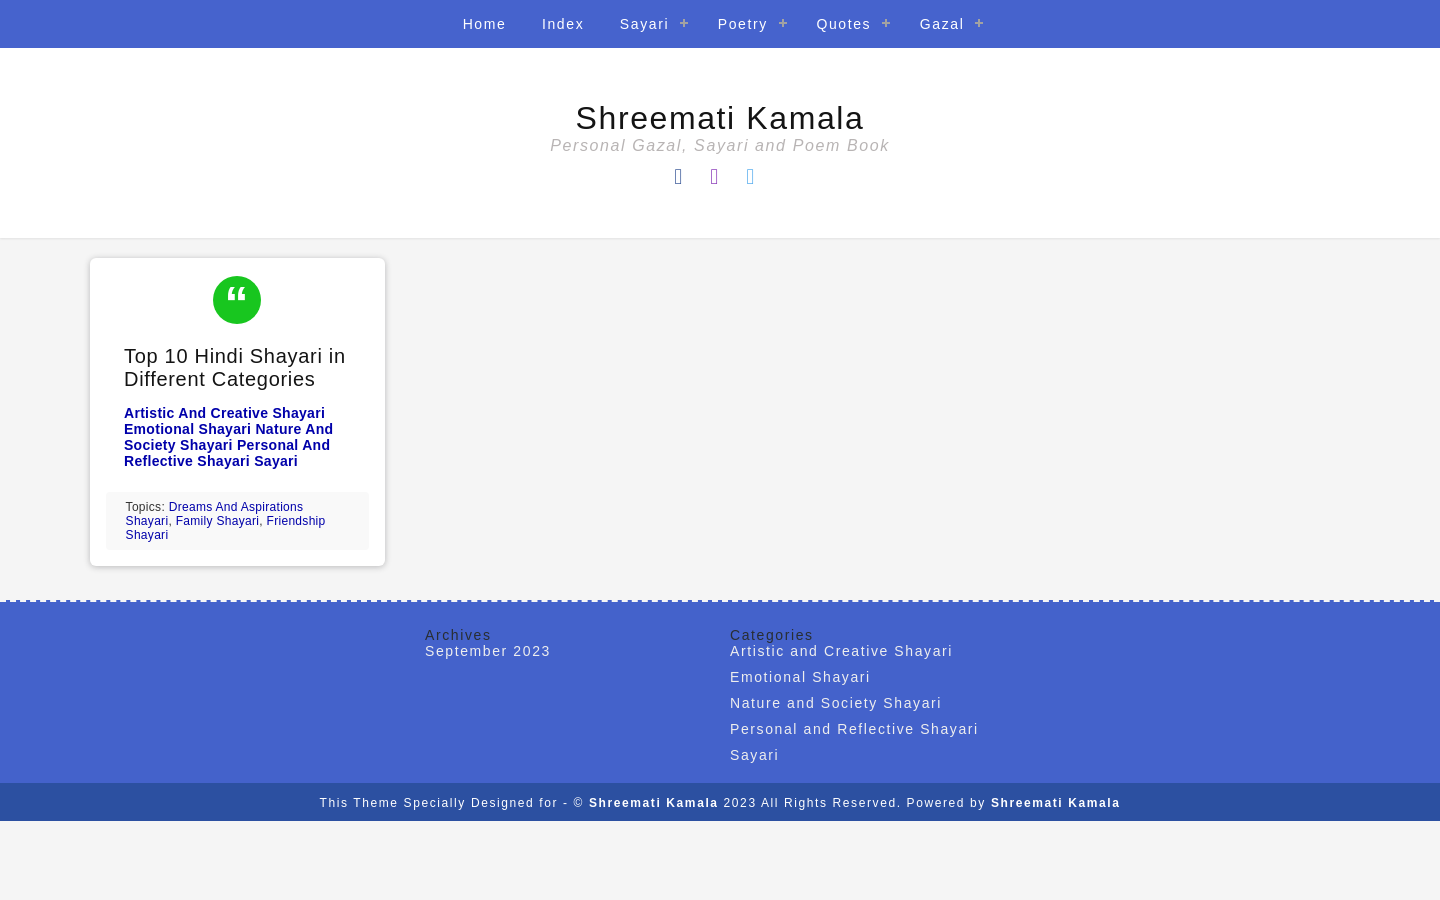 Home Index Sayari + Poetry + Quotes + Gazal +
Shreemati Kamala
Personal Gazal, Sayari and Poem Book
“
Top 10 Hindi Shayari in
Different Categories
Artistic And Creative Shayari
Emotional Shayari Nature And
Society Shayari Personal And
Reflective Shayari Sayari
Topics: Dreams And Aspirations
Shayari, Family Shayari, Friendship
Shayari
Archives
September 2023
Categories
Artistic and Creative Shayari
Emotional Shayari
Nature and Society Shayari
Personal and Reflective Shayari
Sayari
This Theme Specially Designed for - © Shreemati Kamala 2023 All Rights Reserved. Powered by Shreemati Kamala